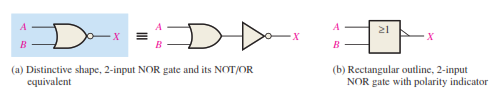 A
B
X
≡
A
B
X
A
B
≥1
X
(a) Distinctive shape, 2-input NOR gate and its NOT/OR
equivalent
(b) Rectangular outline, 2-input
NOR gate with polarity indicator